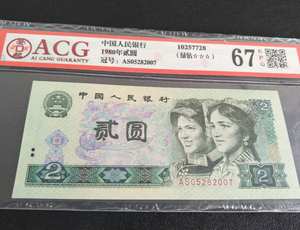 ACG
AI CANG GUARANTY
中国人民银行
1980年贰圆
冠号: AS05282007
10257728
(绿钻☆☆☆)
67 EPQ
中国人民银行
贰圆
2
2
AS05282007